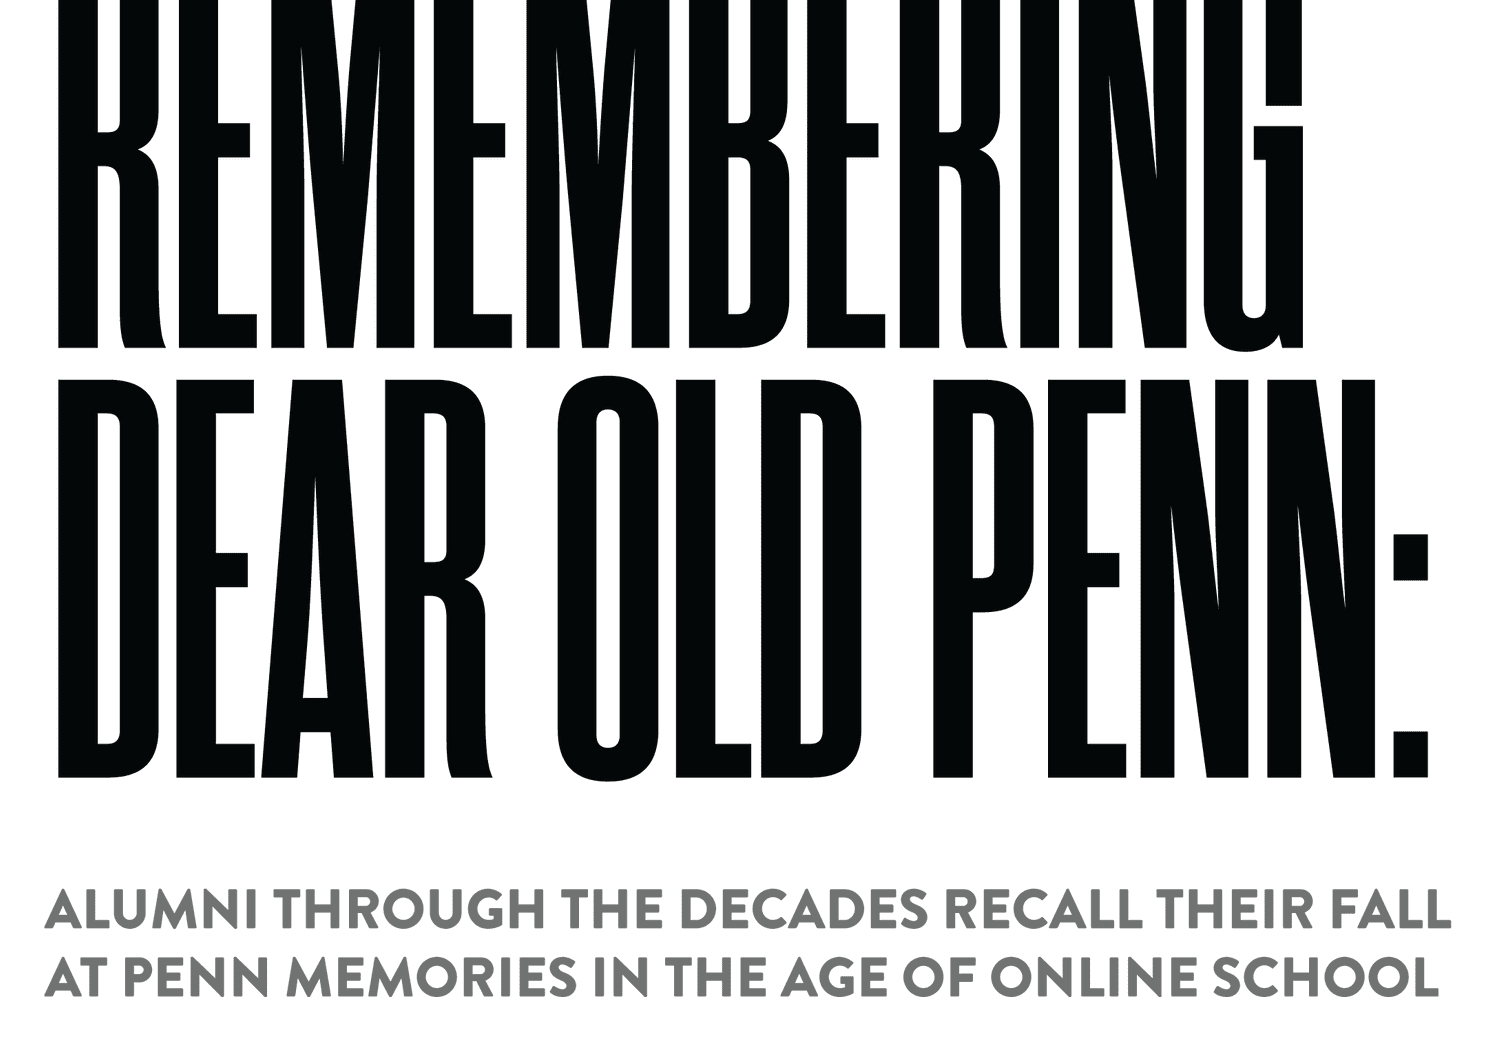 REMEMBERING
DEAR OLD PENN:
ALUMNI THROUGH THE DECADES RECALL THEIR FALL
AT PENN MEMORIES IN THE AGE OF ONLINE SCHOOL